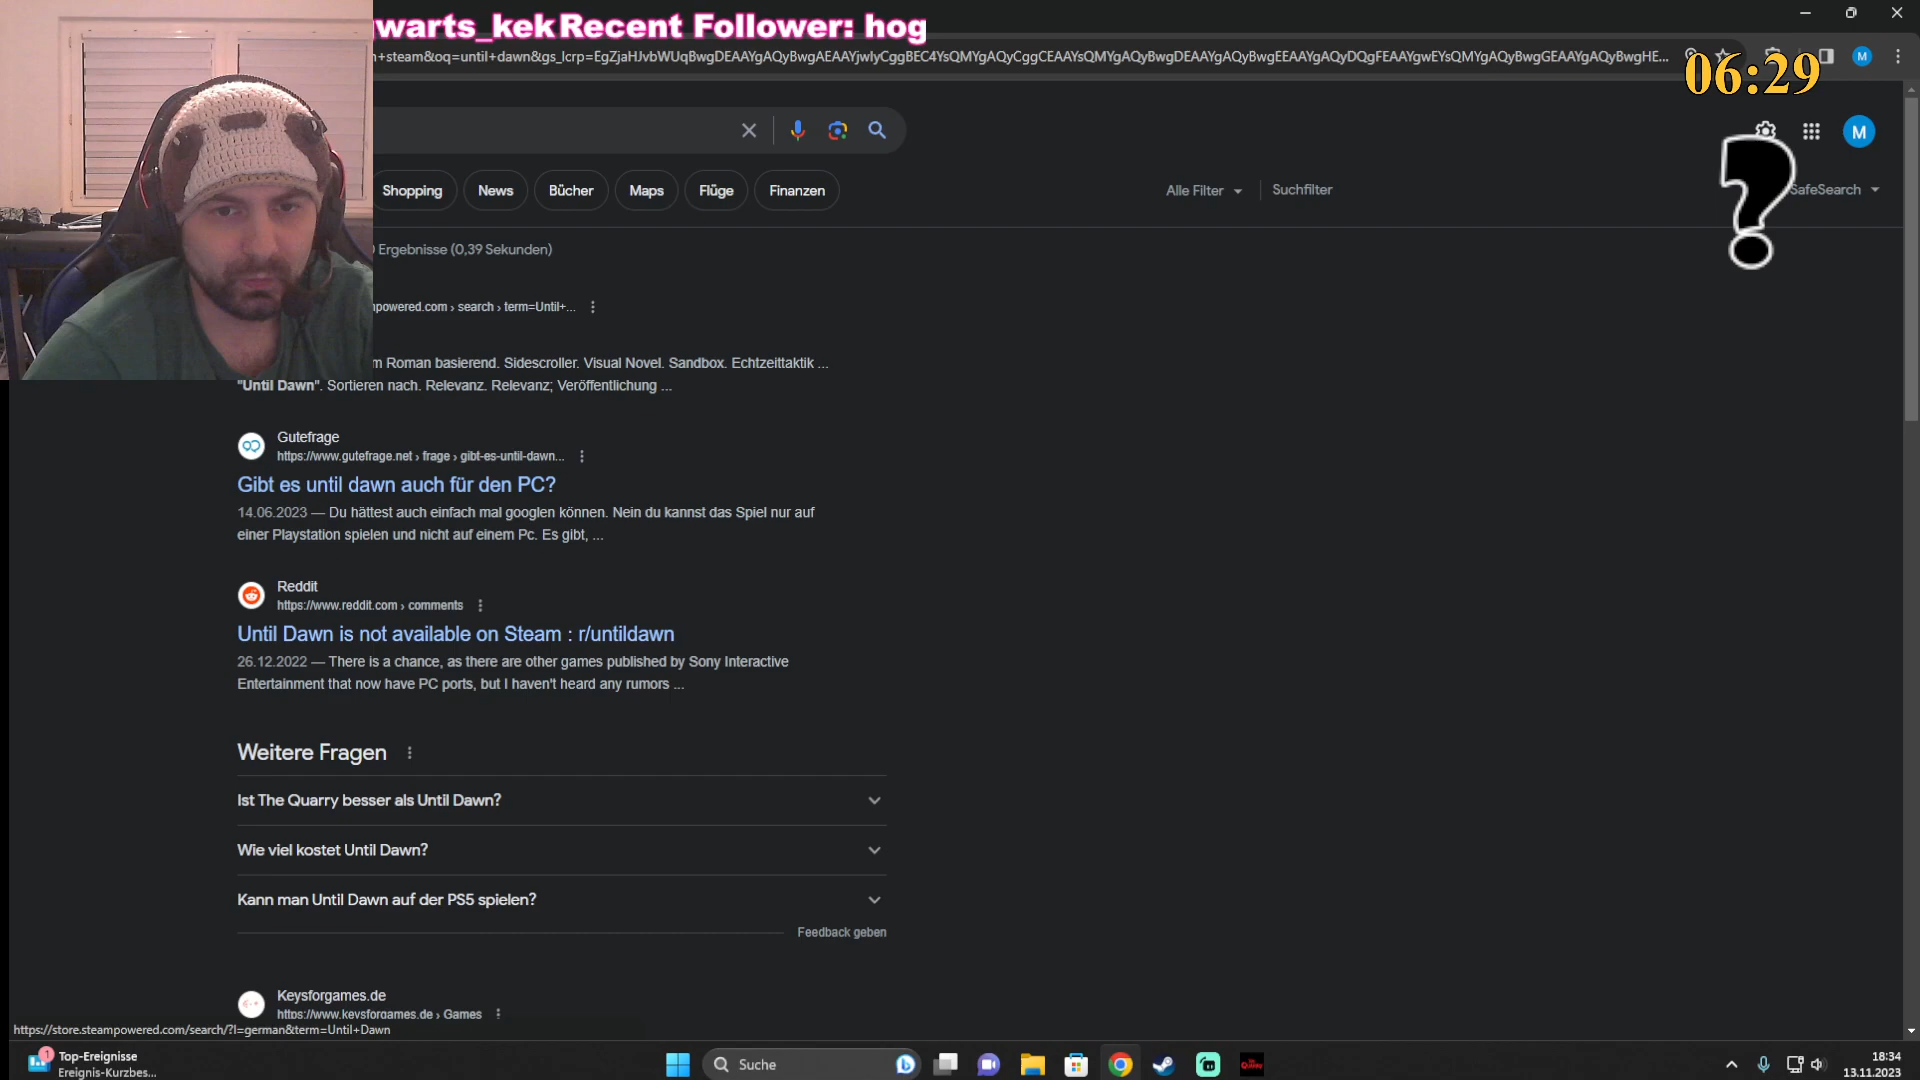 warts_kek Recent Follower: hog
+steam&oq=until+dawn&gs_lcrp=EgZjaHJvbWUqBwgDEAAYgAQyBwgAEAAYjwIyCggBEC4YsQMYgAQyCggCEAAYsQMYgAQyBwgDEAAYgAQyBwgEEAAYgAQyDQgFEAAYgwEYsQMYgAQyBwgGEAAYgAQyBwgHE...
06:29
M
M
Shopping
News
Bücher
Maps
Flüge
Finanzen
Alle Filter
Suchfilter
SafeSearch
?
Ergebnisse (0,39 Sekunden)
powered.com › search › term=Until+...
m Roman basierend. Sidescroller. Visual Novel. Sandbox. Echtzeittaktik ...
"Until Dawn". Sortieren nach. Relevanz. Relevanz; Veröffentlichung ...
Gutefrage
https://www.gutefrage.net › frage › gibt-es-until-dawn...
Gibt es until dawn auch für den PC?
14.06.2023 — Du hättest auch einfach mal googlen können. Nein du kannst das Spiel nur auf
einer Playstation spielen und nicht auf einem Pc. Es gibt, ...
Reddit
https://www.reddit.com › comments
Until Dawn is not available on Steam : r/untildawn
26.12.2022 — There is a chance, as there are other games published by Sony Interactive
Entertainment that now have PC ports, but I haven't heard any rumors ...
Weitere Fragen
Ist The Quarry besser als Until Dawn?
Wie viel kostet Until Dawn?
Kann man Until Dawn auf der PS5 spielen?
Feedback geben
Keysforgames.de
https://www.keysforgames.de › Games
https://store.steampowered.com/search/?l=german&term=Until+Dawn
1
Top-Ereignisse
Ereignis-Kurzbes...
Suche
18:34
13.11.2023